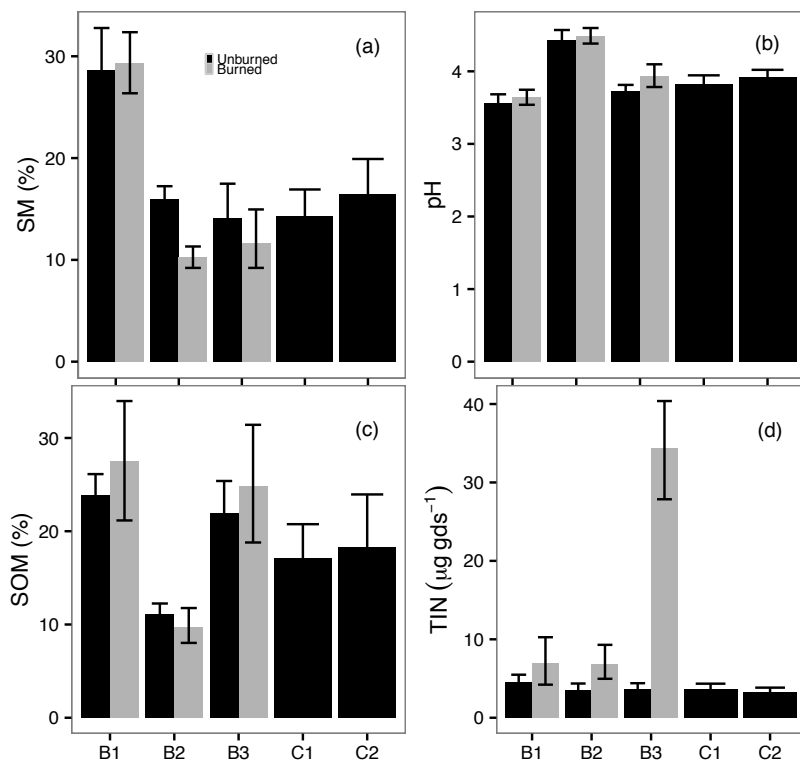 (a)
Unburned
Burned
30
20
10
0
SM (%)
(b)
4
3
2
1
0
pH
(c)
30
20
10
0
SOM (%)
B1 B2 B3 C1 C2
(d)
40
30
20
10
0
TIN (μg gds⁻¹)
B1 B2 B3 C1 C2